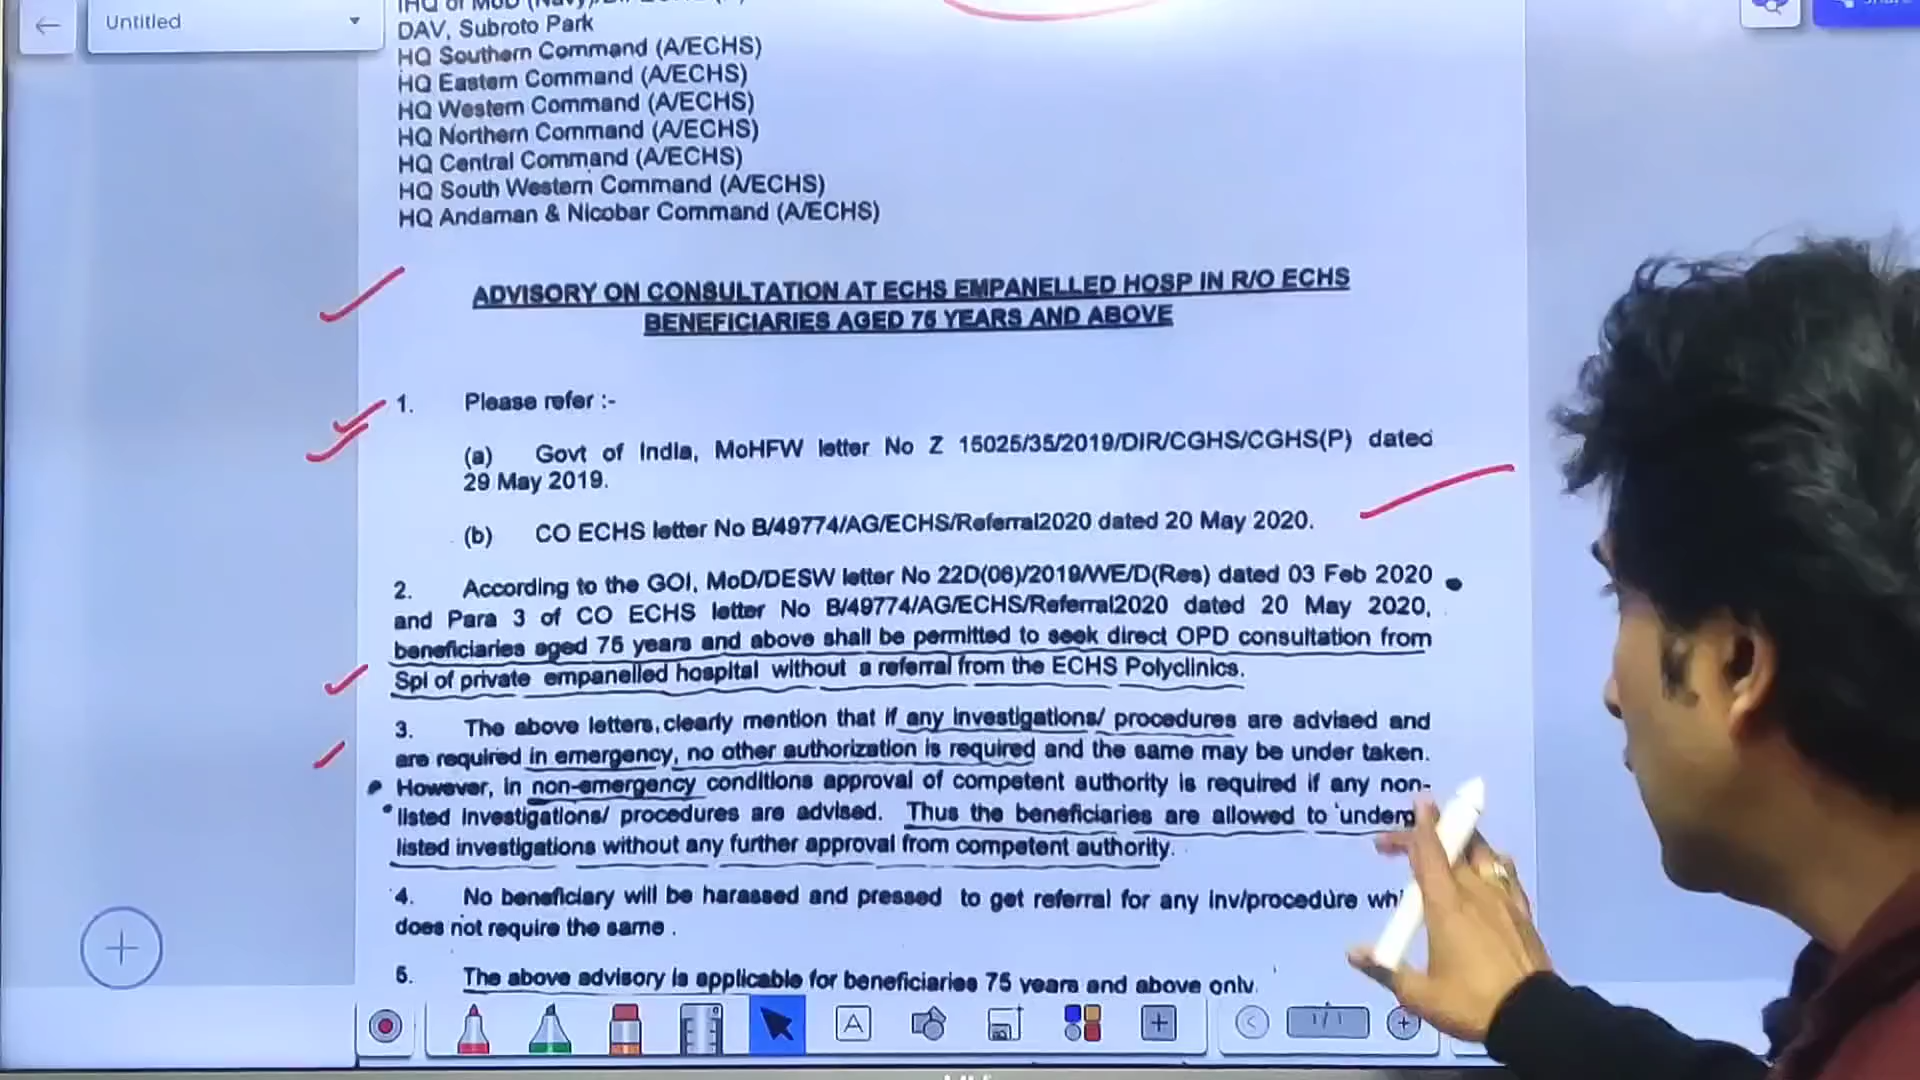 Untitled
IHQ of MoD (Navy)
DAV, Subroto Park
HQ Southern Command (A/ECHS)
HQ Eastern Command (A/ECHS)
HQ Western Command (A/ECHS)
HQ Northern Command (A/ECHS)
HQ Central Command (A/ECHS)
HQ South Western Command (A/ECHS)
HQ Andaman & Nicobar Command (A/ECHS)
ADVISORY ON CONSULTATION AT ECHS EMPANELLED HOSP IN R/O ECHS
BENEFICIARIES AGED 75 YEARS AND ABOVE
1. Please refer :-
(a) Govt of India, MoHFW letter No Z 15025/35/2019/DIR/CGHS/CGHS(P) dated
29 May 2019.
(b) CO ECHS letter No B/49774/AG/ECHS/Referral2020 dated 20 May 2020.
2. According to the GOI, MoD/DESW letter No 22D(06)/2019/WE/D(Res) dated 03 Feb 2020
and Para 3 of CO ECHS letter No B/49774/AG/ECHS/Referral2020 dated 20 May 2020,
beneficiaries aged 75 years and above shall be permitted to seek direct OPD consultation from
Spl of private empanelled hospital without a referral from the ECHS Polyclinics.
3. The above letters, clearly mention that if any investigations/ procedures are advised and
are required in emergency, no other authorization is required and the same may be under taken.
However, in non-emergency conditions approval of competent authority is required if any non-
listed investigations/ procedures are advised. Thus the beneficiaries are allowed to underg
listed investigations without any further approval from competent authority.
4. No beneficiary will be harassed and pressed to get referral for any inv/procedure whi
does not require the same .
5. The above advisory is applicable for beneficiaries 75 years and above only.
A
1/1